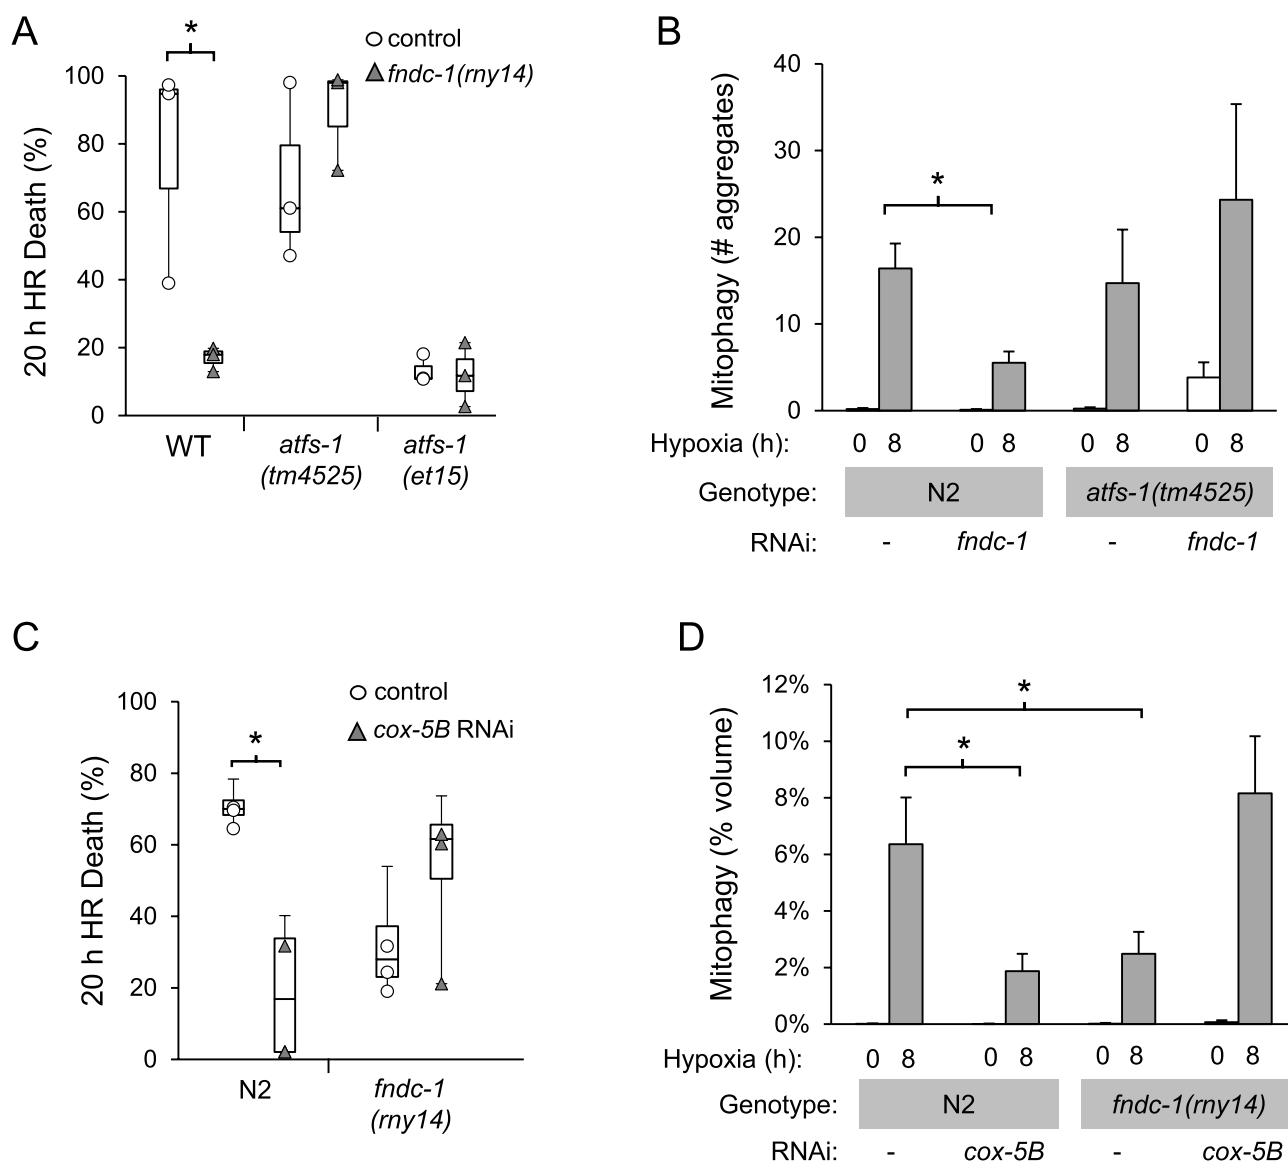 A
*
control
fndc-1(rny14)
20 h HR Death (%)
100
80
60
40
20
0
WT
atfs-1
(tm4525)
atfs-1
(et15)
B
Mitophagy (# aggregates)
40
30
20
10
0
*
Hypoxia (h): 0 8 0 8 0 8 0 8
Genotype: N2 atfs-1(tm4525)
RNAi: - fndc-1 - fndc-1
C
control
cox-5B RNAi
*
20 h HR Death (%)
100
80
60
40
20
0
N2
fndc-1
(rny14)
D
Mitophagy (% volume)
12%
10%
8%
6%
4%
2%
0%
*
*
Hypoxia (h): 0 8 0 8 0 8 0 8
Genotype: N2 fndc-1(rny14)
RNAi: - cox-5B - cox-5B